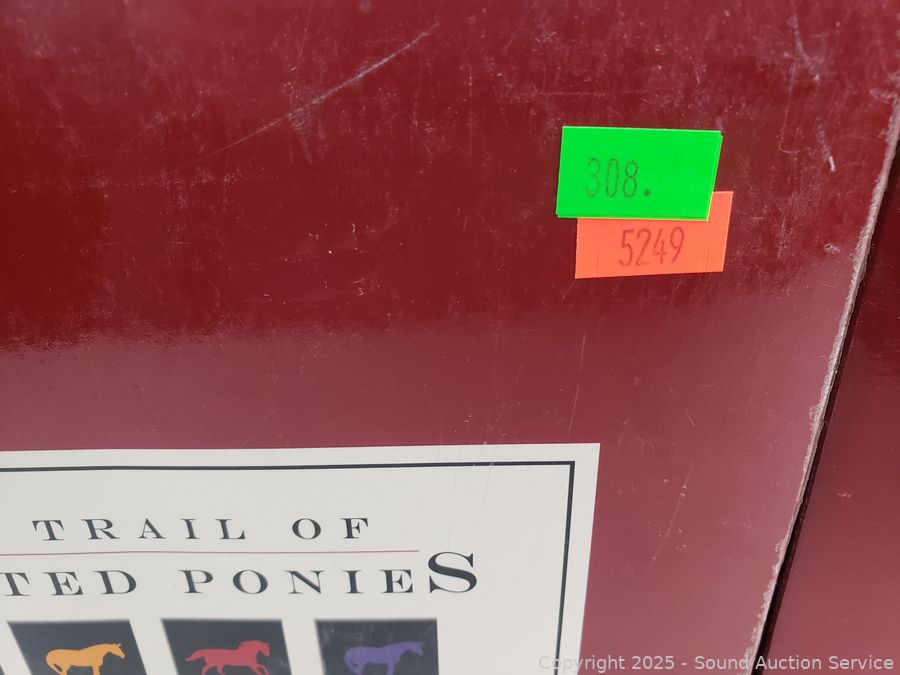 308.
5249
TRAIL OF
TED PONIES
Copyright 2025 - Sound Auction Service